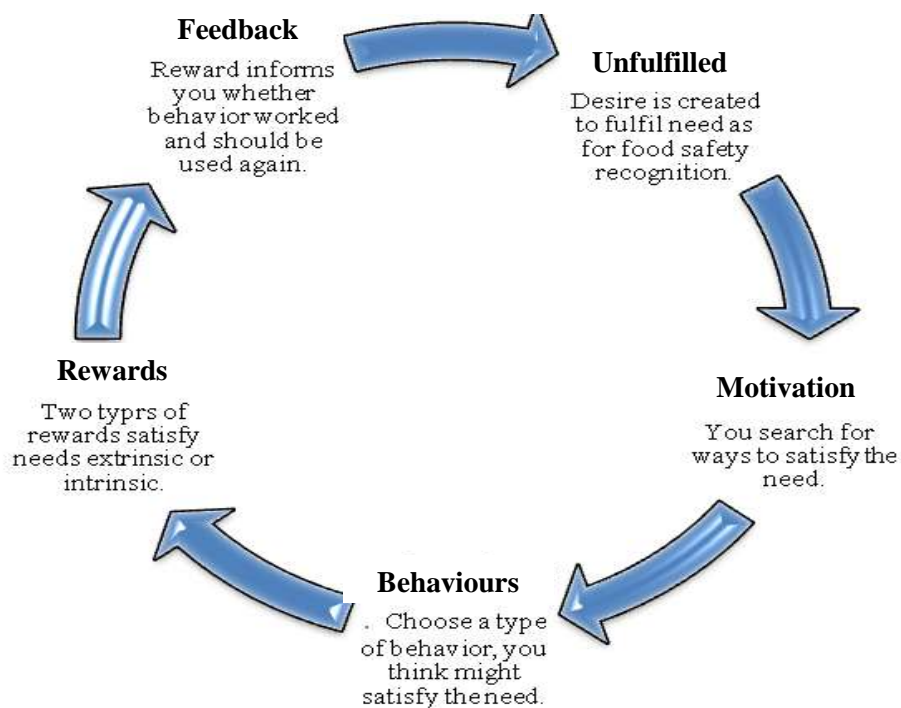 Feedback
Reward informs
you whether
behavior worked
and should be
used again.
Unfulfilled
Desire is created
to fulfil need as
for food safety
recognition.
Motivation
You search for
ways to satisfy the
need.
Behaviours
. Choose a type
of behavior, you
think might
satisfy the need.
Rewards
Two typrs of
rewards satisfy
needs extrinsic or
intrinsic.